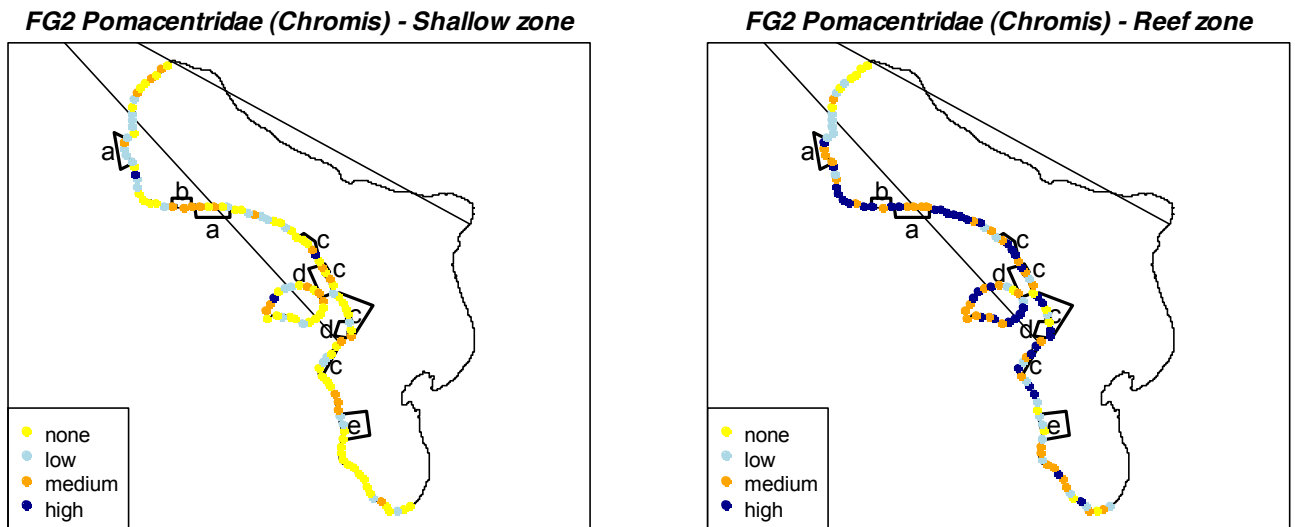 FG2 Pomacentridae (Chromis) - Shallow zone
a
b
a
c
c
d
c
d
c
e
none
low
medium
high
FG2 Pomacentridae (Chromis) - Reef zone
a
b
a
c
c
d
c
d
c
e
none
low
medium
high